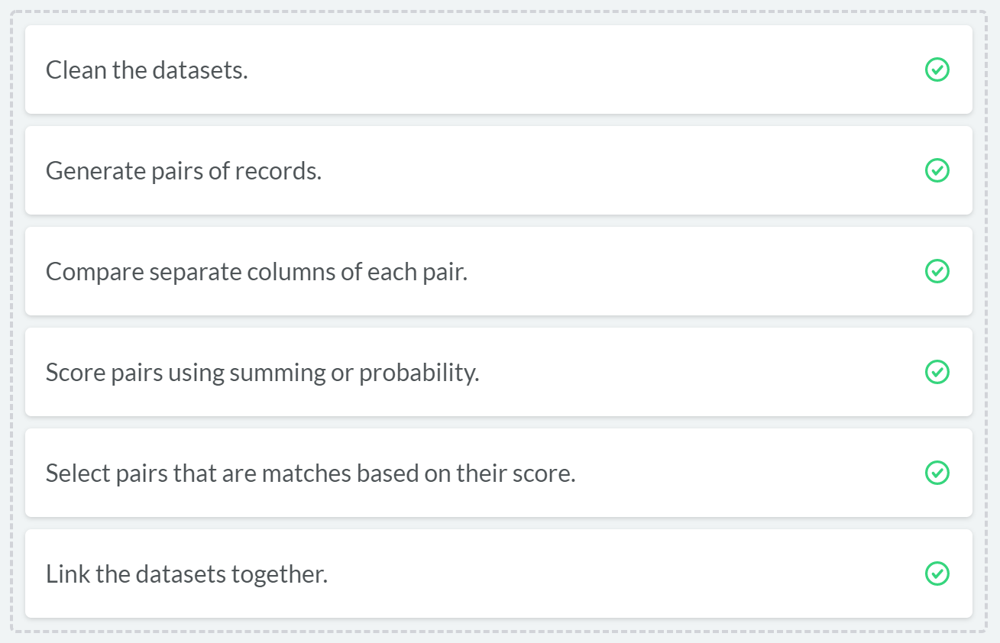 Clean the datasets.
Generate pairs of records.
Compare separate columns of each pair.
Score pairs using summing or probability.
Select pairs that are matches based on their score.
Link the datasets together.